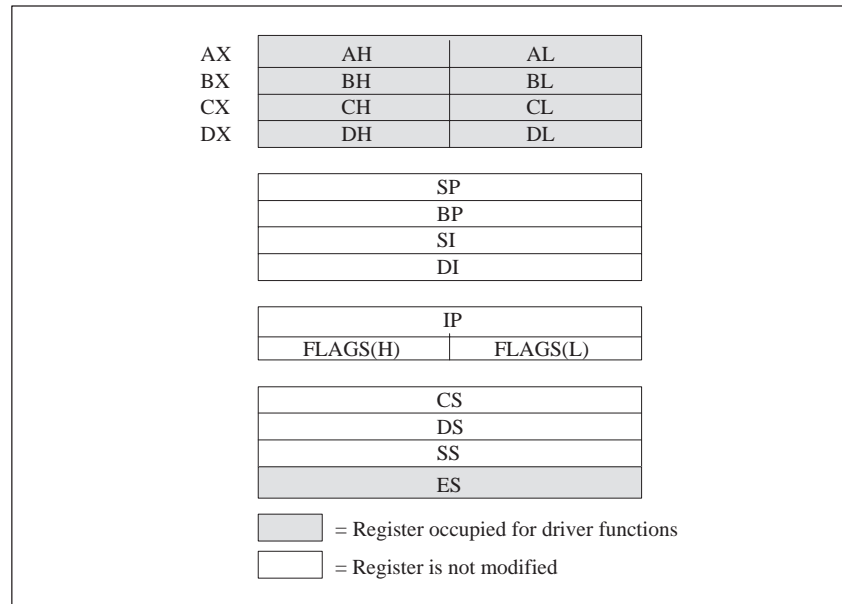 AX AH AL
BX BH BL
CX CH CL
DX DH DL
SP
BP
SI
DI
IP
FLAGS(H) FLAGS(L)
CS
DS
SS
ES
= Register occupied for driver functions
= Register is not modified